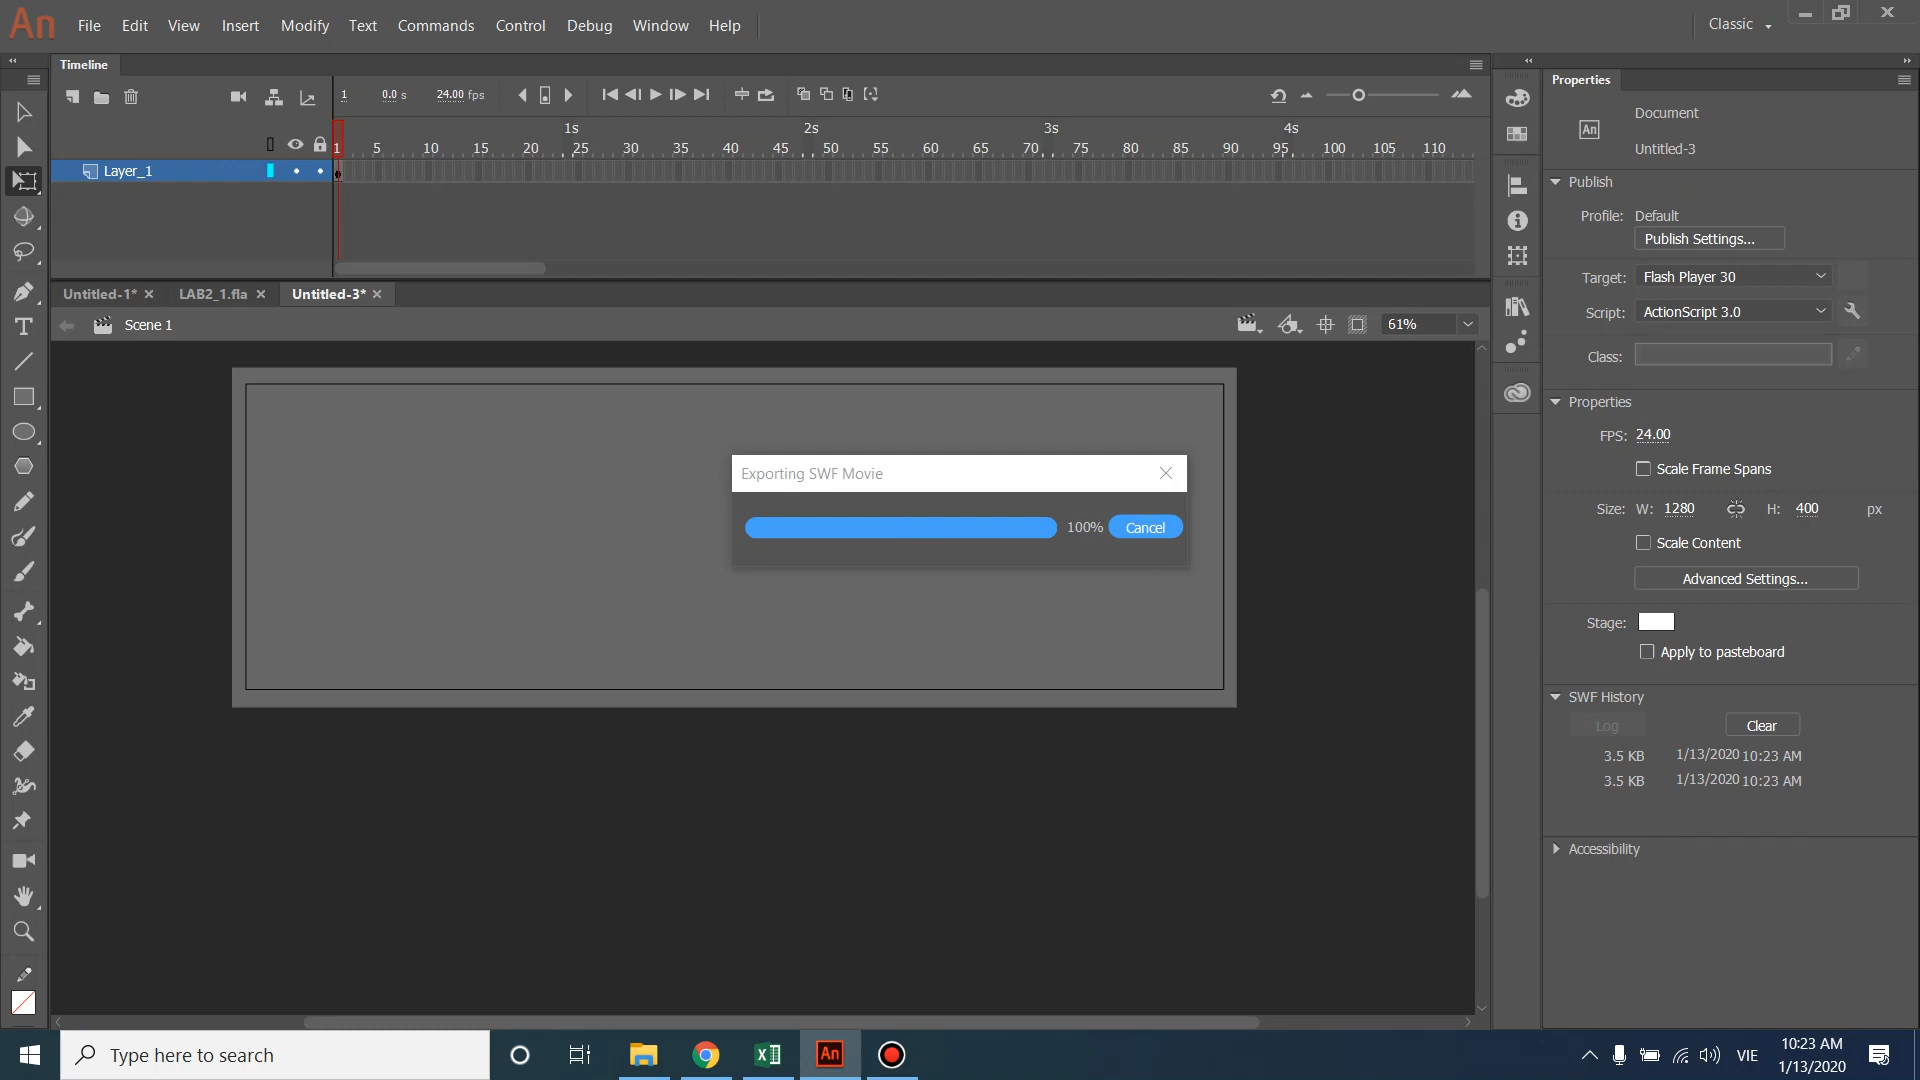 An File Edit View Insert Modify Text Commands Control Debug Window Help Classic
Timeline
1 0.0 s 24.00 fps
1s 2s 3s 4s
1 5 10 15 20 25 30 35 40 45 50 55 60 65 70 75 80 85 90 95 100 105 110
Layer_1
Untitled-1* LAB2_1.fla Untitled-3*
Scene 1 61%
Exporting SWF Movie
100% Cancel
Properties
Document
An
Untitled-3
Publish
Profile: Default
Publish Settings...
Target: Flash Player 30
Script: ActionScript 3.0
Class:
Properties
FPS: 24.00
Scale Frame Spans
Size: W: 1280 H: 400 px
Scale Content
Advanced Settings...
Stage:
Apply to pasteboard
SWF History
Log Clear
3.5 KB 1/13/2020 10:23 AM
3.5 KB 1/13/2020 10:23 AM
Accessibility
Type here to search
An
VIE
10:23 AM
1/13/2020